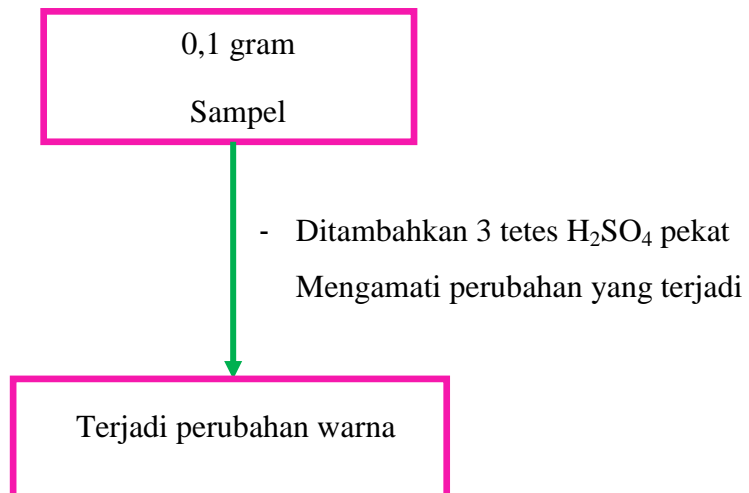 0,1 gram
Sampel
- Ditambahkan 3 tetes H₂SO₄ pekat
Mengamati perubahan yang terjadi
Terjadi perubahan warna